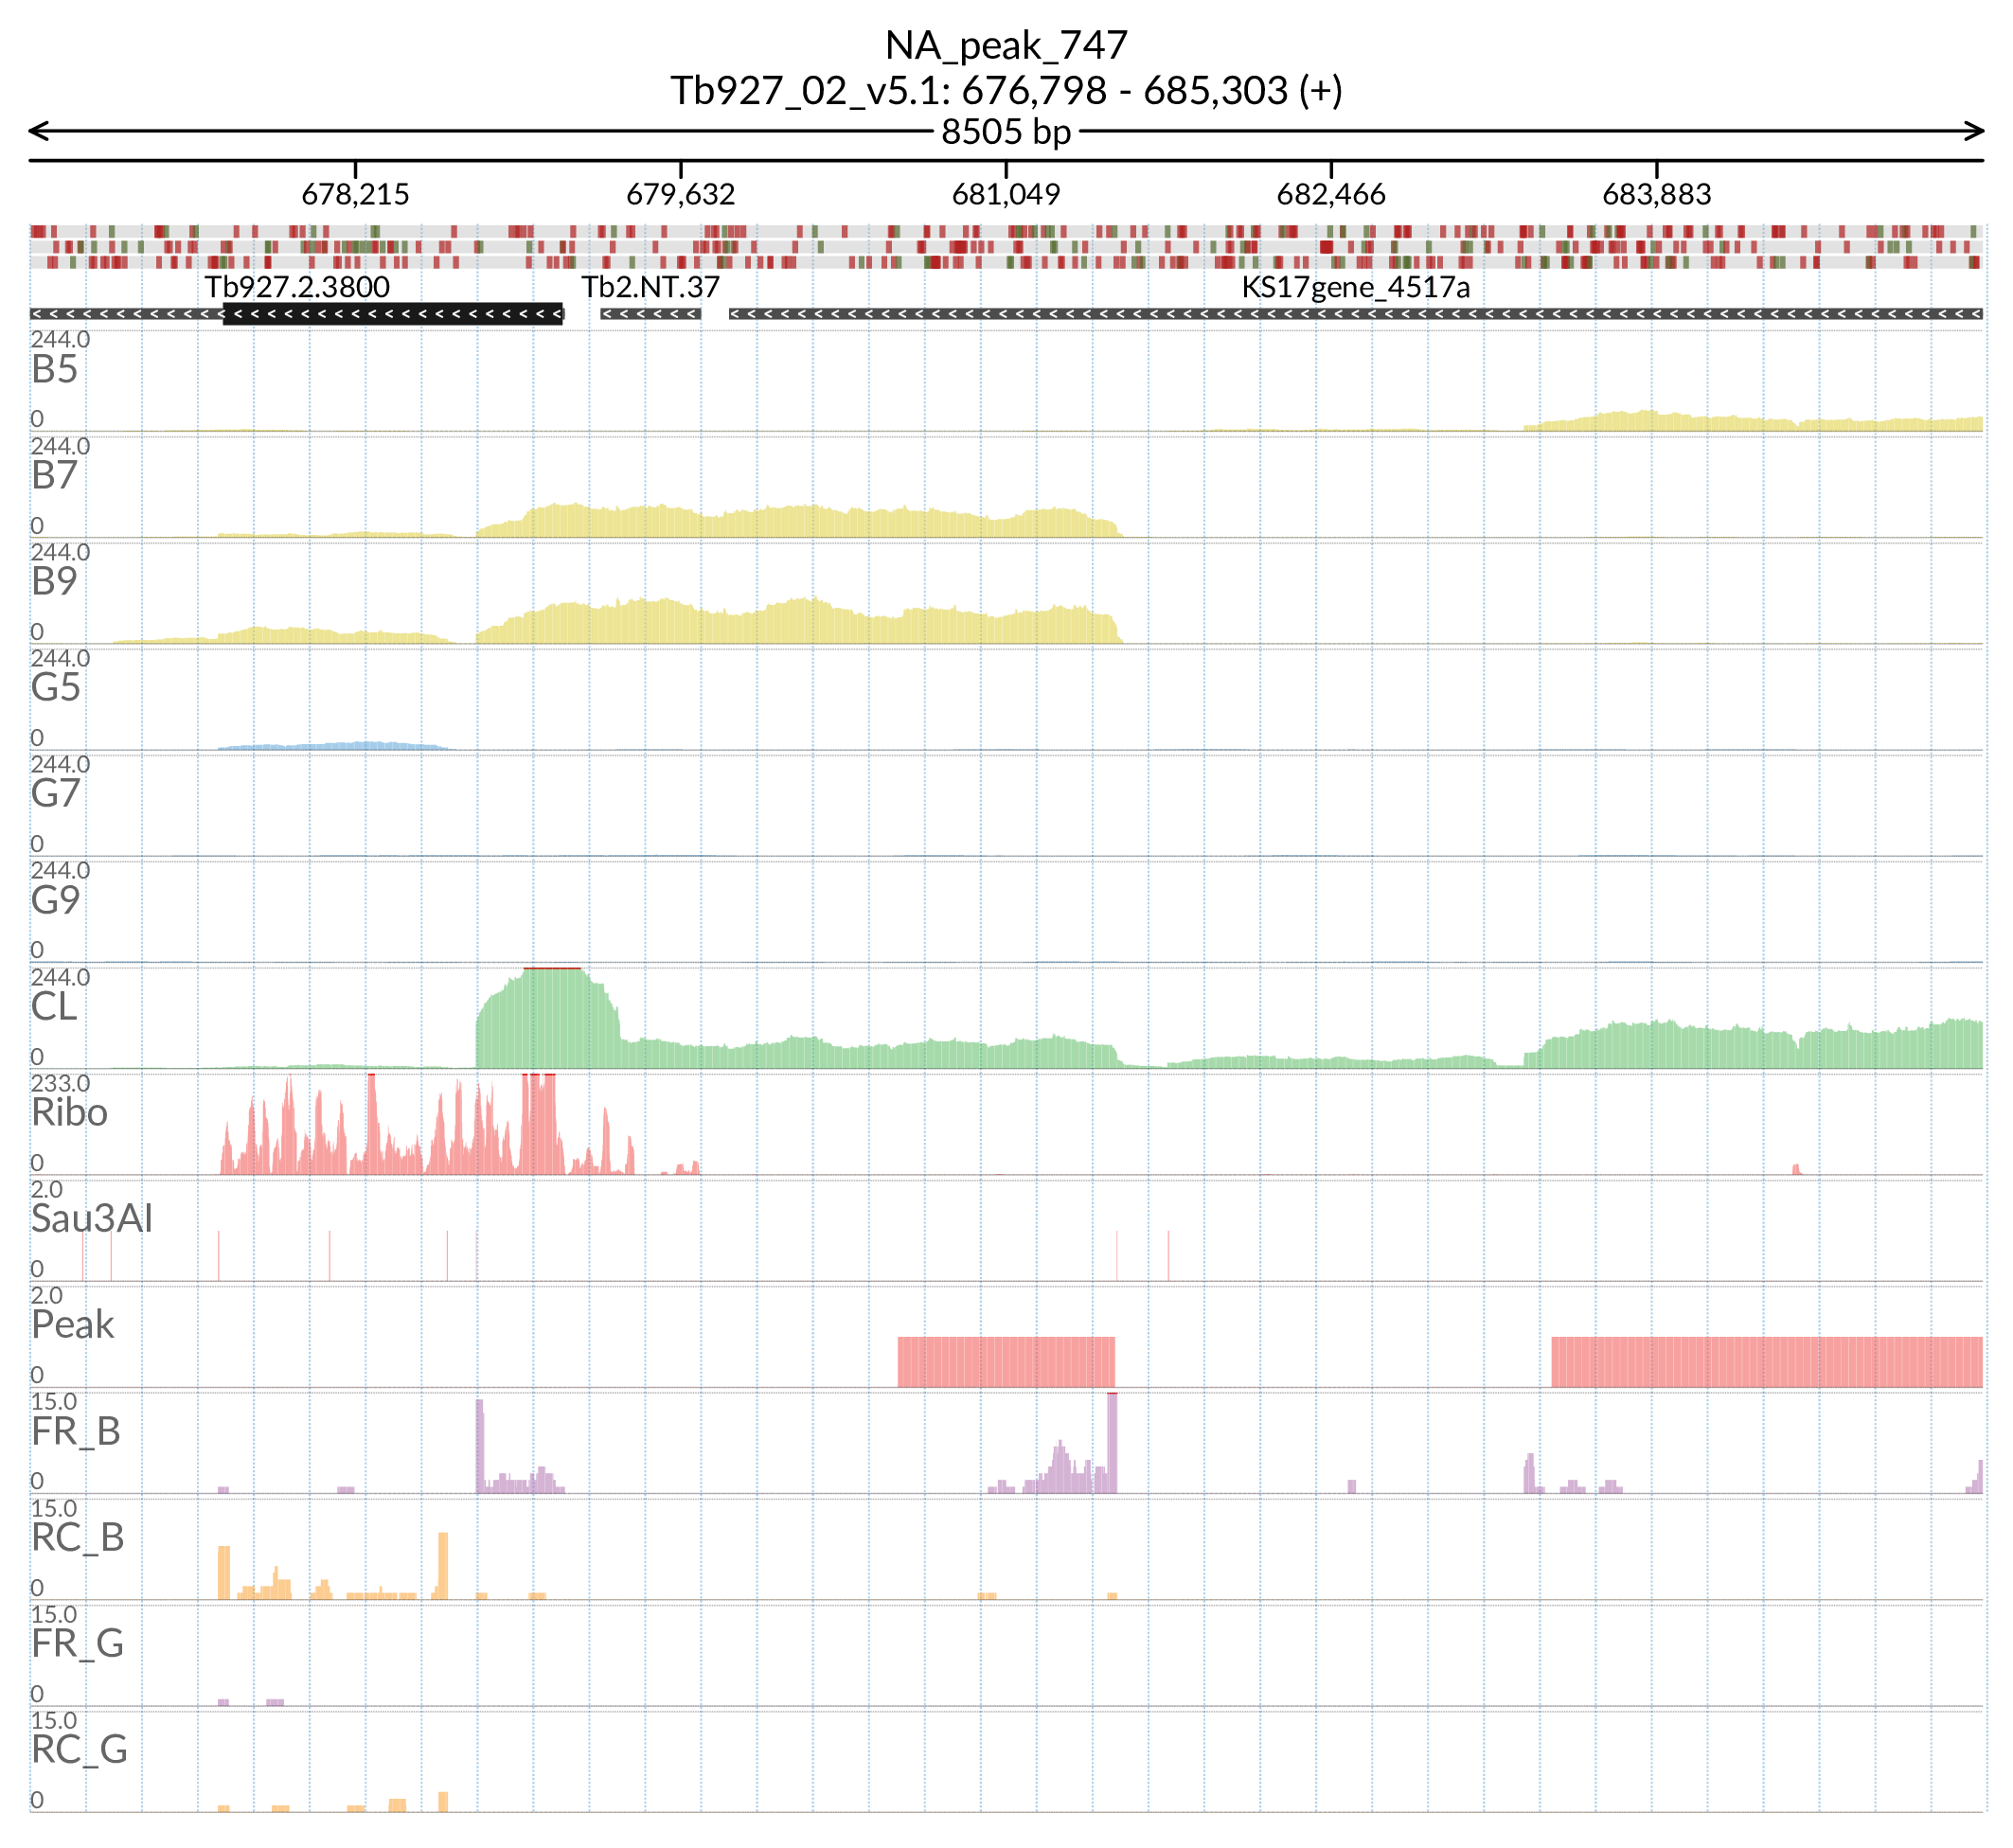 NA_peak_747
Tb927_02_v5.1: 676,798 - 685,303 (+)
8505 bp
678,215 679,632 681,049 682,466 683,883
Tb927.2.3800 Tb2.NT.37 KS17gene_4517a
244.0
B5
0
244.0
B7
0
244.0
B9
0
244.0
G5
0
244.0
G7
0
244.0
G9
0
244.0
CL
0
233.0
Ribo
0
2.0
Sau3AI
0
2.0
Peak
0
15.0
FR_B
0
15.0
RC_B
0
15.0
FR_G
0
15.0
RC_G
0